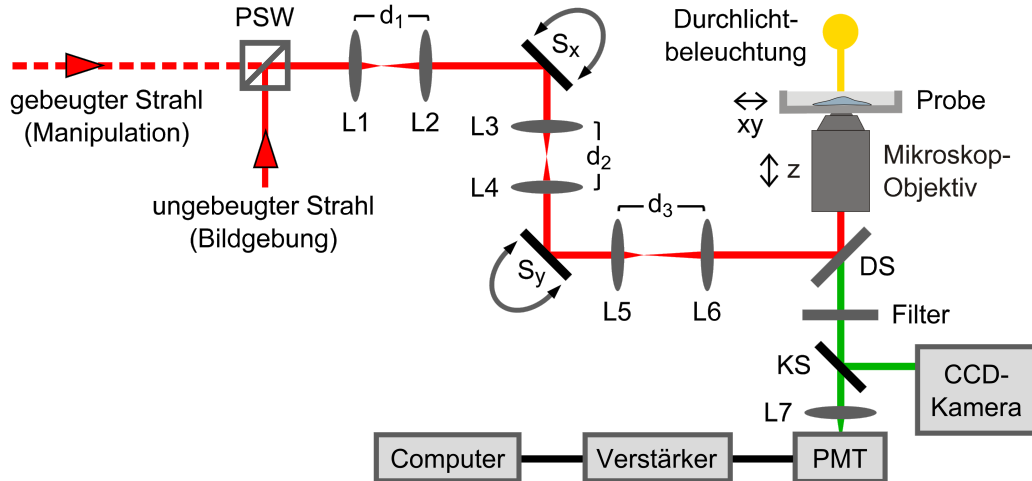 PSW
d1
Sx
Durchlicht-
beleuchtung
gebeugter Strahl
(Manipulation)
L1
L2
L3
d2
L4
xy
Probe
z
Mikroskop-
Objektiv
ungebeugter Strahl
(Bildgebung)
d3
Sy
DS
L5
L6
Filter
KS
CCD-
Kamera
L7
Computer
Verstärker
PMT